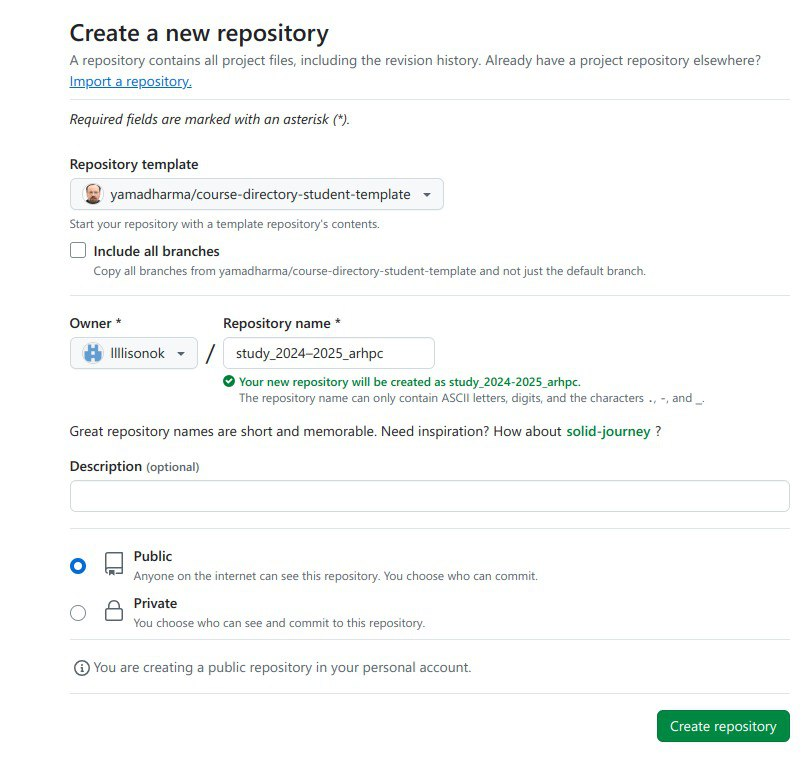 Create a new repository
A repository contains all project files, including the revision history. Already have a project repository elsewhere?
Import a repository.
Required fields are marked with an asterisk (*).
Repository template
yamadharma/course-directory-student-template
Start your repository with a template repository's contents.
Include all branches
Copy all branches from yamadharma/course-directory-student-template and not just the default branch.
Owner * Repository name *
llllisonok / study_2024–2025_arhpc
Your new repository will be created as study_2024-2025_arhpc.
The repository name can only contain ASCII letters, digits, and the characters ., -, and _.
Great repository names are short and memorable. Need inspiration? How about solid-journey ?
Description (optional)
Public
Anyone on the internet can see this repository. You choose who can commit.
Private
You choose who can see and commit to this repository.
You are creating a public repository in your personal account.
Create repository